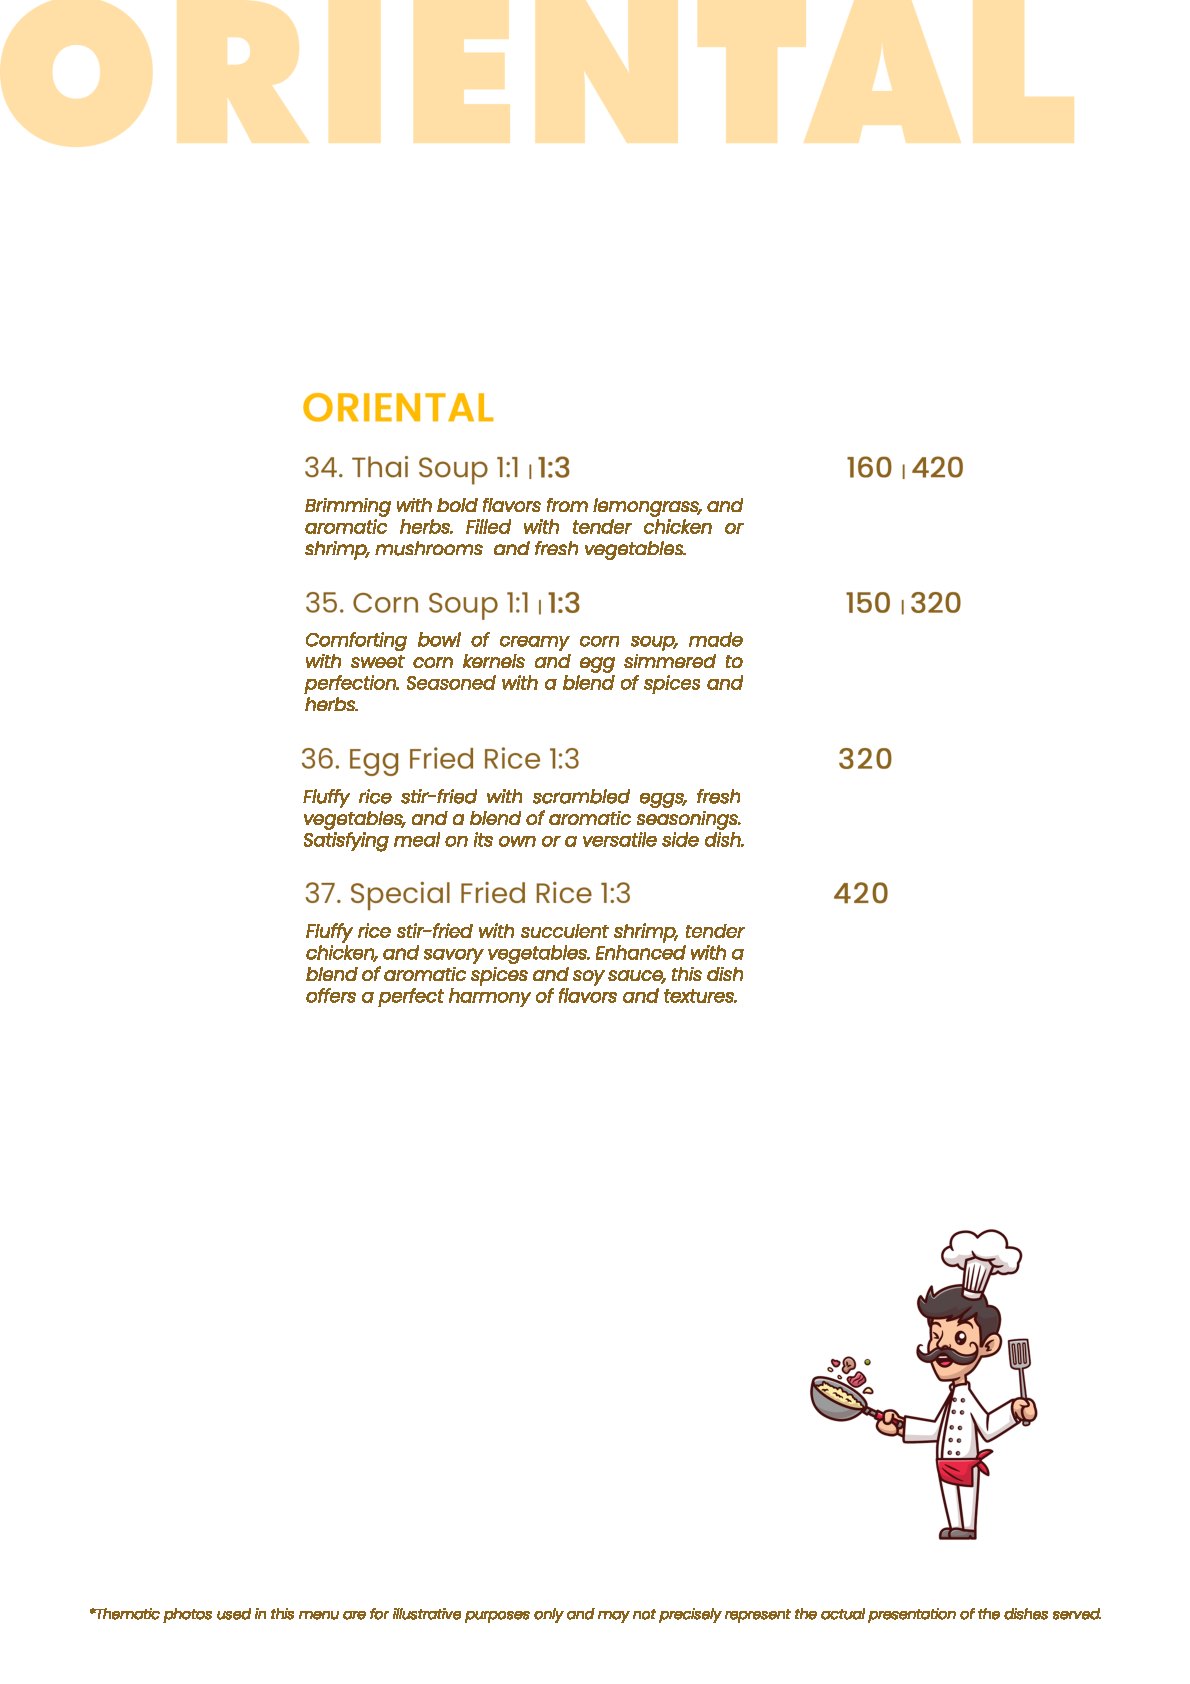 ORIENTAL
ORIENTAL
34. Thai Soup 1:1 | 1:3 160 | 420
Brimming with bold flavors from lemongrass, and
aromatic herbs. Filled with tender chicken or
shrimp, mushrooms and fresh vegetables.
35. Corn Soup 1:1 | 1:3 150 | 320
Comforting bowl of creamy corn soup, made
with sweet corn kernels and egg simmered to
perfection. Seasoned with a blend of spices and
herbs.
36. Egg Fried Rice 1:3 320
Fluffy rice stir-fried with scrambled eggs, fresh
vegetables, and a blend of aromatic seasonings.
Satisfying meal on its own or a versatile side dish.
37. Special Fried Rice 1:3 420
Fluffy rice stir-fried with succulent shrimp, tender
chicken, and savory vegetables. Enhanced with a
blend of aromatic spices and soy sauce, this dish
offers a perfect harmony of flavors and textures.
*Thematic photos used in this menu are for illustrative purposes only and may not precisely represent the actual presentation of the dishes served.